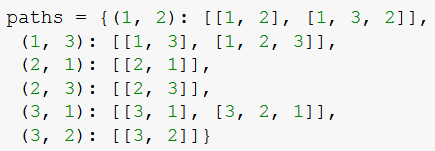 paths = {(1, 2): [[1, 2], [1, 3, 2]],
(1, 3): [[1, 3], [1, 2, 3]],
(2, 1): [[2, 1]],
(2, 3): [[2, 3]],
(3, 1): [[3, 1], [3, 2, 1]],
(3, 2): [[3, 2]]}